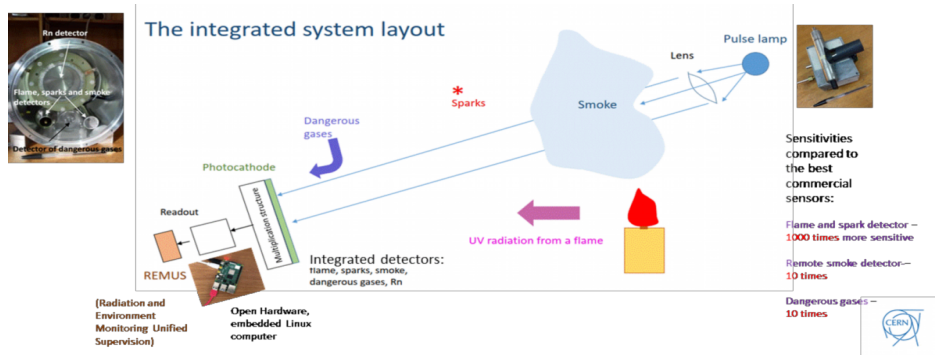 The integrated system layout
Rn detector
Flame, sparks and smoke
detectors
Detector of dangerous gases
Pulse lamp
Lens
Smoke
*
Sparks
Dangerous
gases
Photocathode
Multiplication structure
Readout
REMUS
UV radiation from a flame
Integrated detectors:
flame, sparks, smoke,
dangerous gases, Rn
(Radiation and
Environment
Monitoring Unified
Supervision)
Open Hardware,
embedded Linux
computer
Sensitivities
compared to
the best
commercial
sensors:
Flame and spark detector –
1000 times more sensitive
Remote smoke detector–
10 times
Dangerous gases –
10 times
CERN